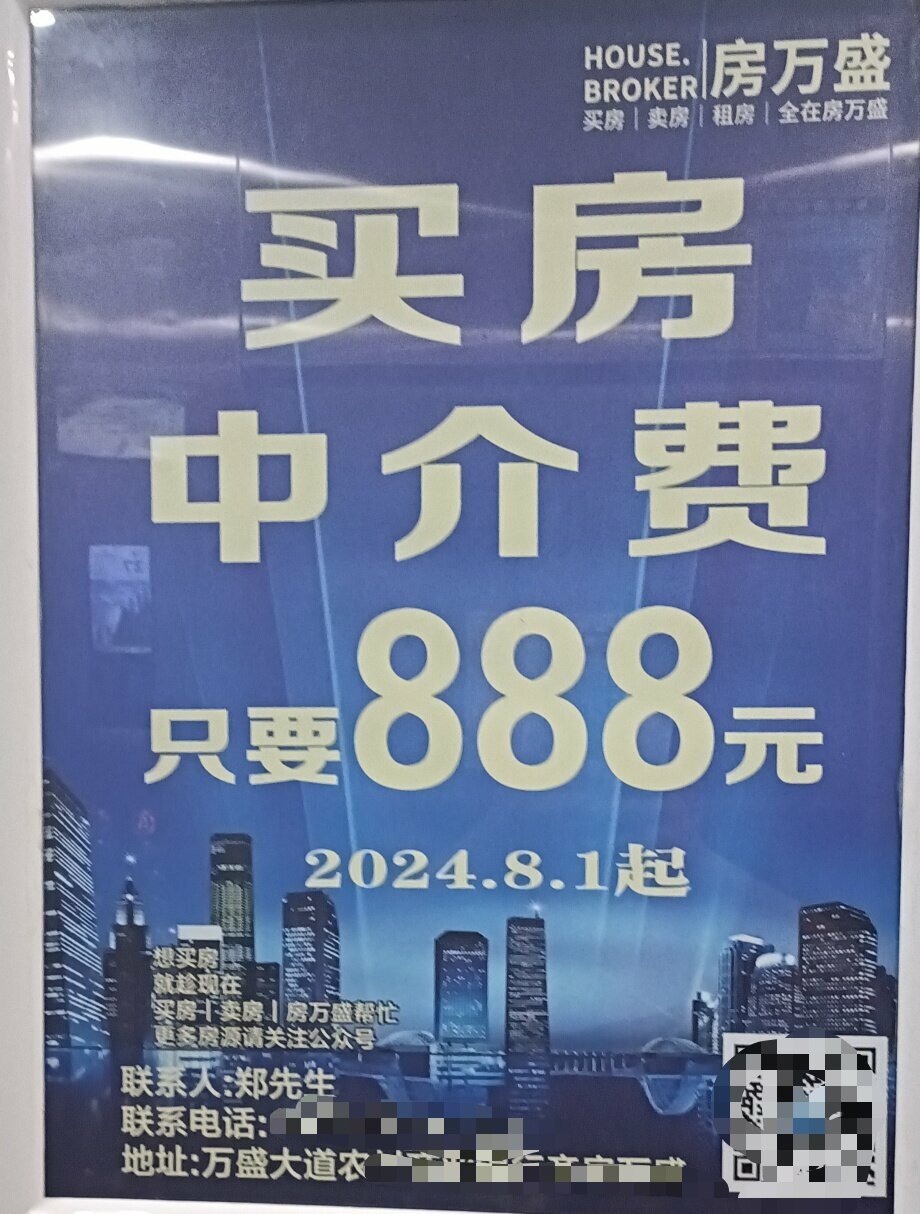 HOUSE.
BROKER 房万盛
买房｜卖房｜租房｜全在房万盛
买房
中介费
只要888元
2024.8.1起
想买房
就趁现在
买房｜卖房｜房万盛帮忙
更多房源请关注公众号
联系人:郑先生
联系电话:
地址:万盛大道农